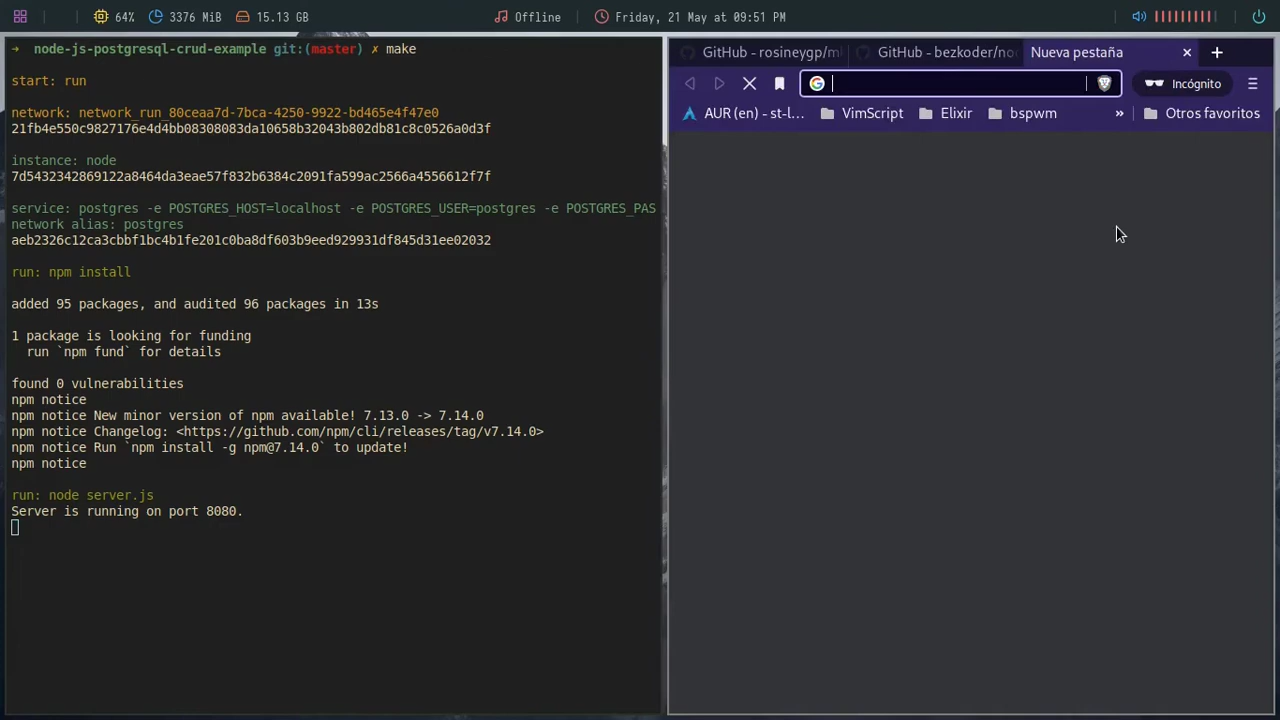 64% 3376 MiB 15.13 GB Offline Friday, 21 May at 09:51 PM
→ node-js-postgresql-crud-example git:(master) ✗ make
start: run
network: network_run_80ceaa7d-7bca-4250-9922-bd465e4f47e0
21fb4e550c9827176e4d4bb08308083da10658b32043b802db81c8c0526a0d3f
instance: node
7d5432342869122a8464da3eae57f832b6384c2091fa599ac2566a4556612f7f
service: postgres -e POSTGRES_HOST=localhost -e POSTGRES_USER=postgres -e POSTGRES_PAS
network alias: postgres
aeb2326c12ca3cbbf1bc4b1fe201c0ba8df603b9eed929931df845d31ee02032
run: npm install
added 95 packages, and audited 96 packages in 13s
1 package is looking for funding
run `npm fund` for details
found 0 vulnerabilities
npm notice
npm notice New minor version of npm available! 7.13.0 -> 7.14.0
npm notice Changelog: <https://github.com/npm/cli/releases/tag/v7.14.0>
npm notice Run `npm install -g npm@7.14.0` to update!
npm notice
run: node server.js
Server is running on port 8080.
GitHub - rosineygp/ml GitHub - bezkoder/no Nueva pestaña
Incógnito
AUR (en) - st-l... VimScript Elixir bspwm » Otros favoritos